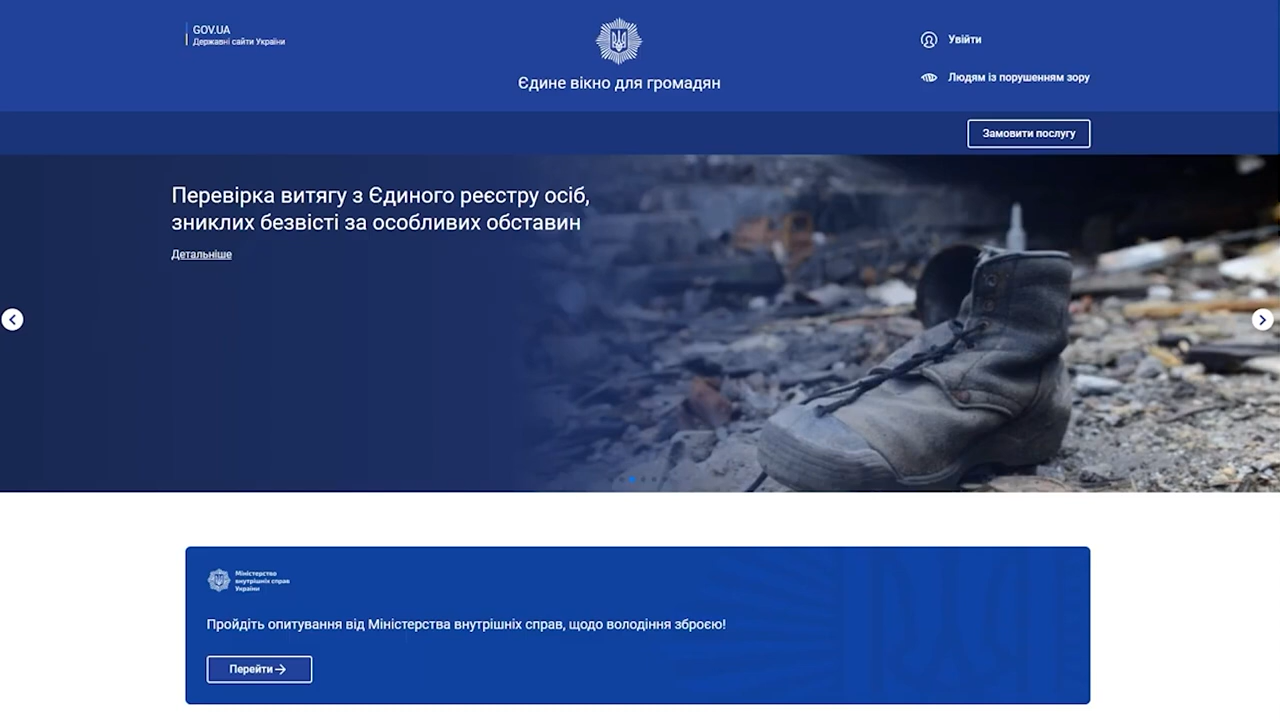 GOV.UA
Державні сайти України
Єдине вікно для громадян
Увійти
Людям із порушенням зору
Замовити послугу
Перевірка витягу з Єдиного реєстру осіб,
зниклих безвісті за особливих обставин
Детальніше
Міністерство
внутрішніх справ
України
Пройдіть опитування від Міністерства внутрішніх справ, щодо володіння зброєю!
Перейти→